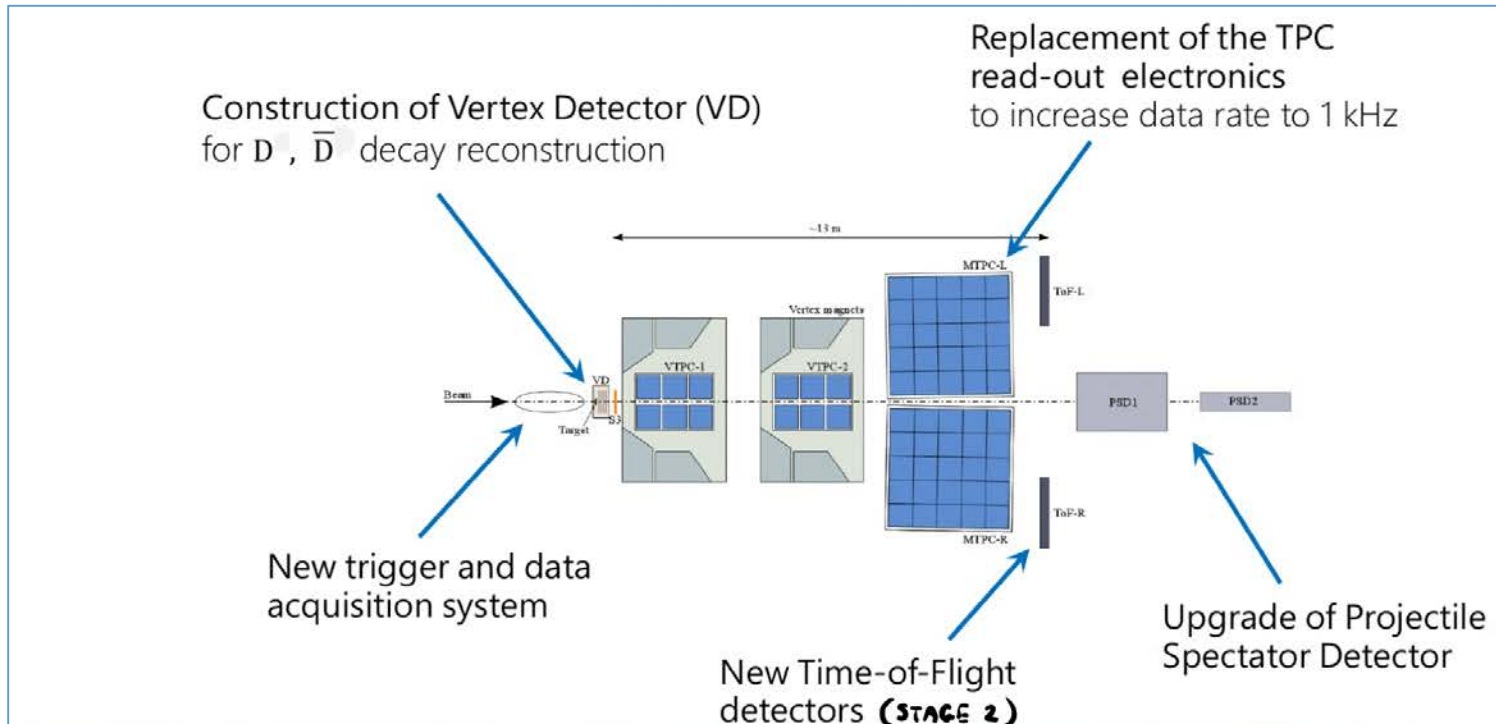 Replacement of the TPC
read-out electronics
to increase data rate to 1 kHz
Construction of Vertex Detector (VD)
for D , D̅ decay reconstruction
~13 m
MTPC-L
ToF-L
Vertex magnets
VTPC-1
VTPC-2
VD
Beam
Target
S3
PSD1
PSD2
ToF-R
MTPC-R
New trigger and data
acquisition system
Upgrade of Projectile
Spectator Detector
New Time-of-Flight
detectors (STAGE 2)